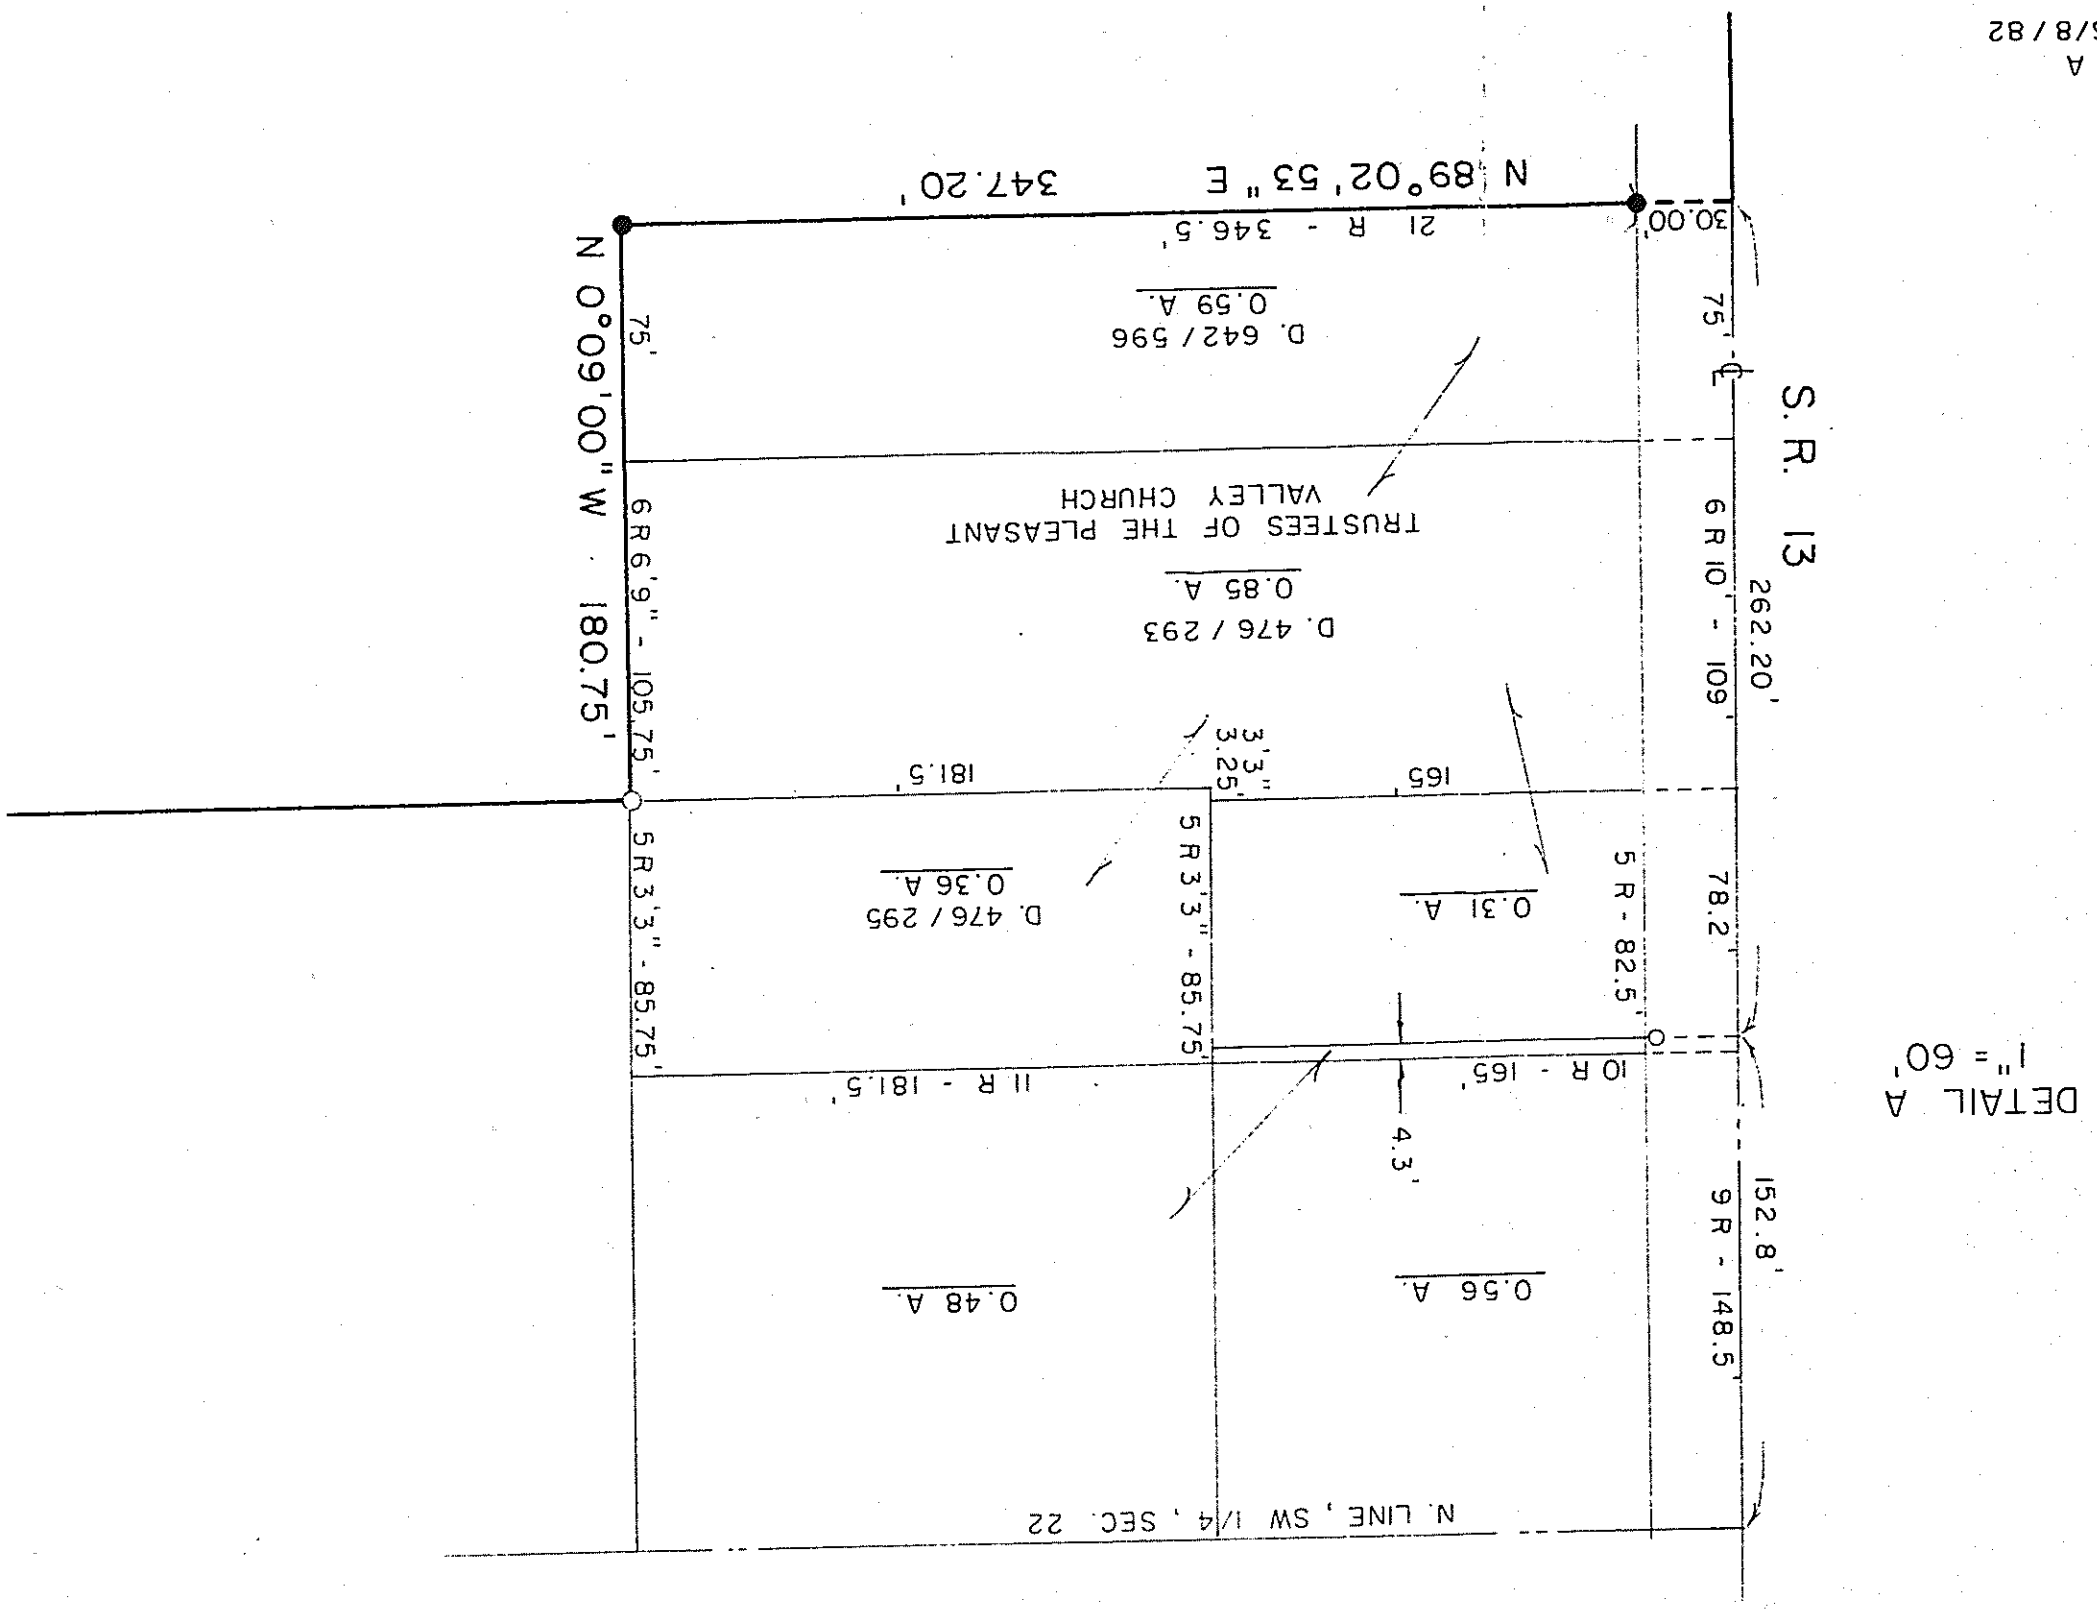 N. LINE, SW 1/4, SEC. 22
152.8'
9 R - 148.5'
0.56 A.
0.48 A.
DETAIL A
1" = 60'
4.3'
10 R - 165'
11 R - 181.5'
78.2'
5 R - 82.5'
0.31 A.
5 R 3'3" - 85.75'
D. 476 / 295
0.36 A.
5 R 3'3" - 85.75'
165'
3'3"
3.25'
181.5'
S.R. 13
262.20'
6 R 10' - 109'
D. 476 / 293
0.85 A.
TRUSTEES OF THE PLEASANT
VALLEY CHURCH
6 R 6'9" - 105.75'
N 0°09'00" W 180.75'
75'
D. 642 / 596
0.59 A.
75'
30.00'
21 R - 346.5'
N 89°02'53" E 347.20'
A
/8/82